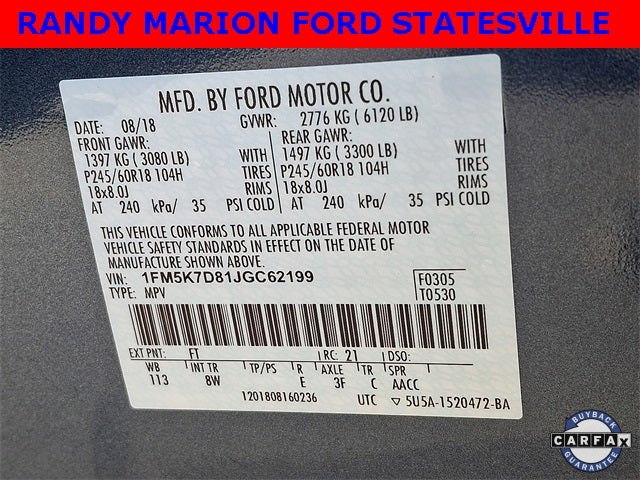 RANDY MARION FORD STATESVILLE
MFD. BY FORD MOTOR CO.
DATE: 08/18 GVWR: 2776 KG ( 6120 LB)
FRONT GAWR: REAR GAWR:
1397 KG ( 3080 LB) WITH 1497 KG ( 3300 LB) WITH
P245/60R18 104H TIRES P245/60R18 104H TIRES
18x8.0J RIMS 18x8.0J RIMS
AT 240 kPa/ 35 PSI COLD AT 240 kPa/ 35 PSI COLD
THIS VEHICLE CONFORMS TO ALL APPLICABLE FEDERAL MOTOR
VEHICLE SAFETY STANDARDS IN EFFECT ON THE DATE OF
MANUFACTURE SHOWN ABOVE.
VIN: 1FM5K7D81JGC62199 F0305
TYPE: MPV T0530
EXT PNT: FT RC: 21 DSO:
WB INT TR TP/PS R AXLE TR SPR
113 8W E 3F C AACC
1201808160236 UTC ▽ 5U5A-1520472-BA
BUYBACK
CARFAX
GUARANTEE